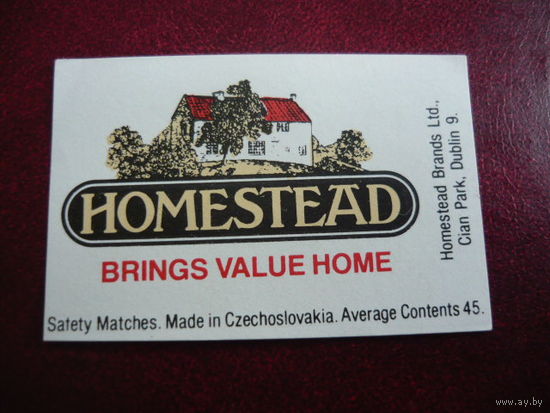 HOMESTEAD
BRINGS VALUE HOME
Safety Matches. Made in Czechoslovakia. Average Contents 45.
Homestead Brands Ltd.,
Cian Park, Dublin 9.
www.ay.by